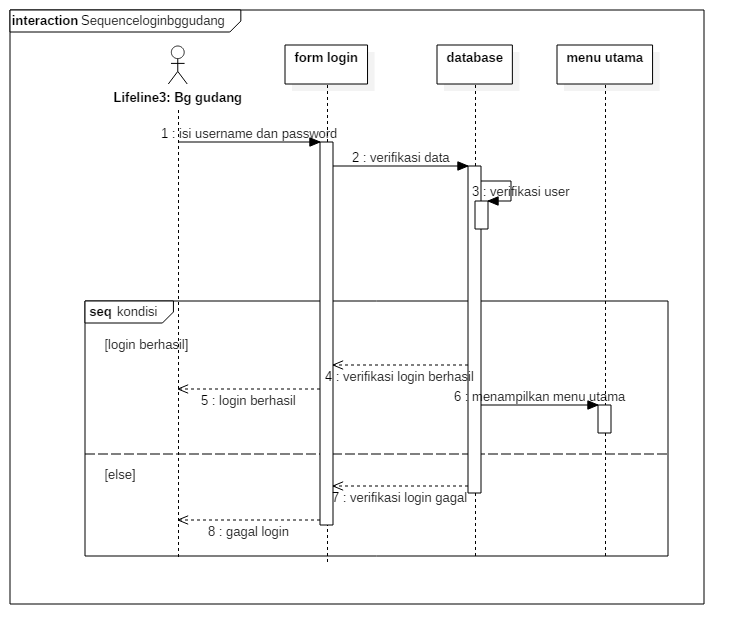 interaction Sequenceloginbggudang
form login
database
menu utama
Lifeline3: Bg gudang
1 : isi username dan password
2 : verifikasi data
3 : verifikasi user
seq kondisi
[login berhasil]
4 : verifikasi login berhasil
5 : login berhasil
6 : menampilkan menu utama
[else]
7 : verifikasi login gagal
8 : gagal login